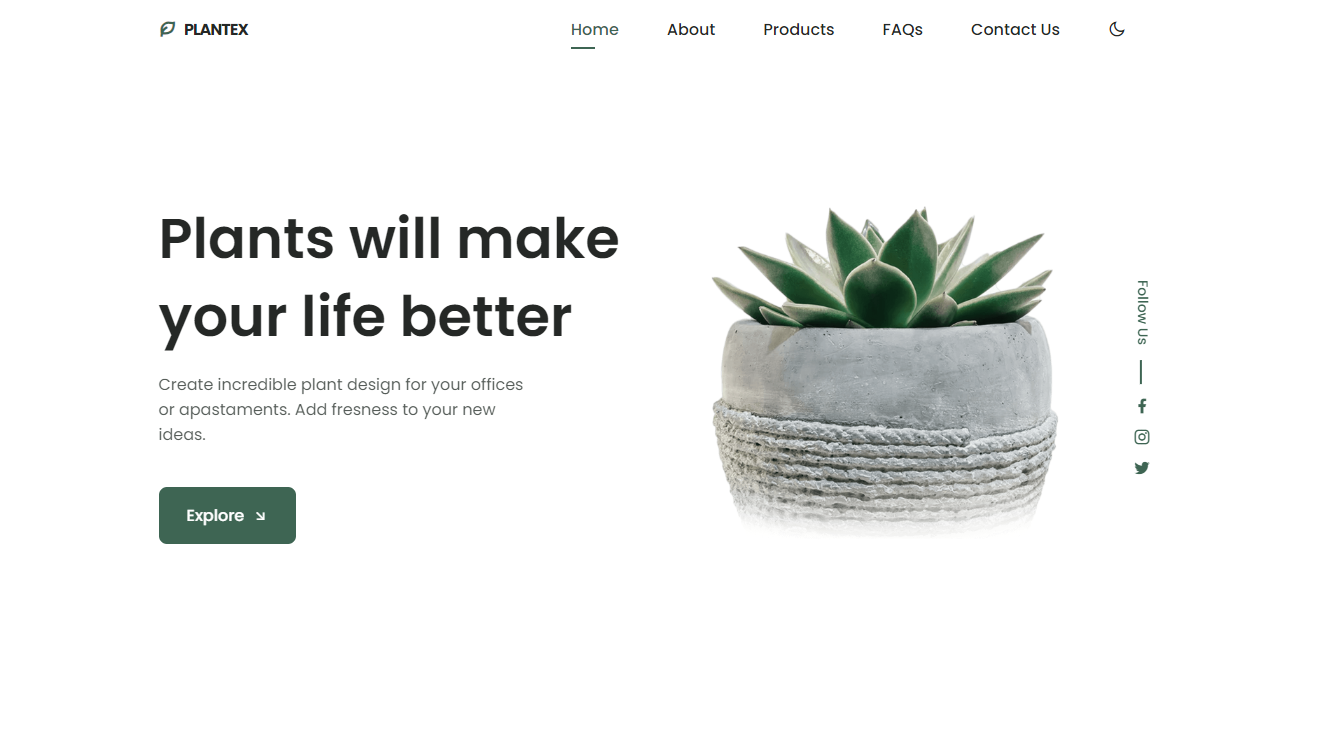 PLANTEX
Home
About
Products
FAQs
Contact Us
Plants will make
your life better
Create incredible plant design for your offices
or apastaments. Add fresness to your new
ideas.
Explore
Follow Us